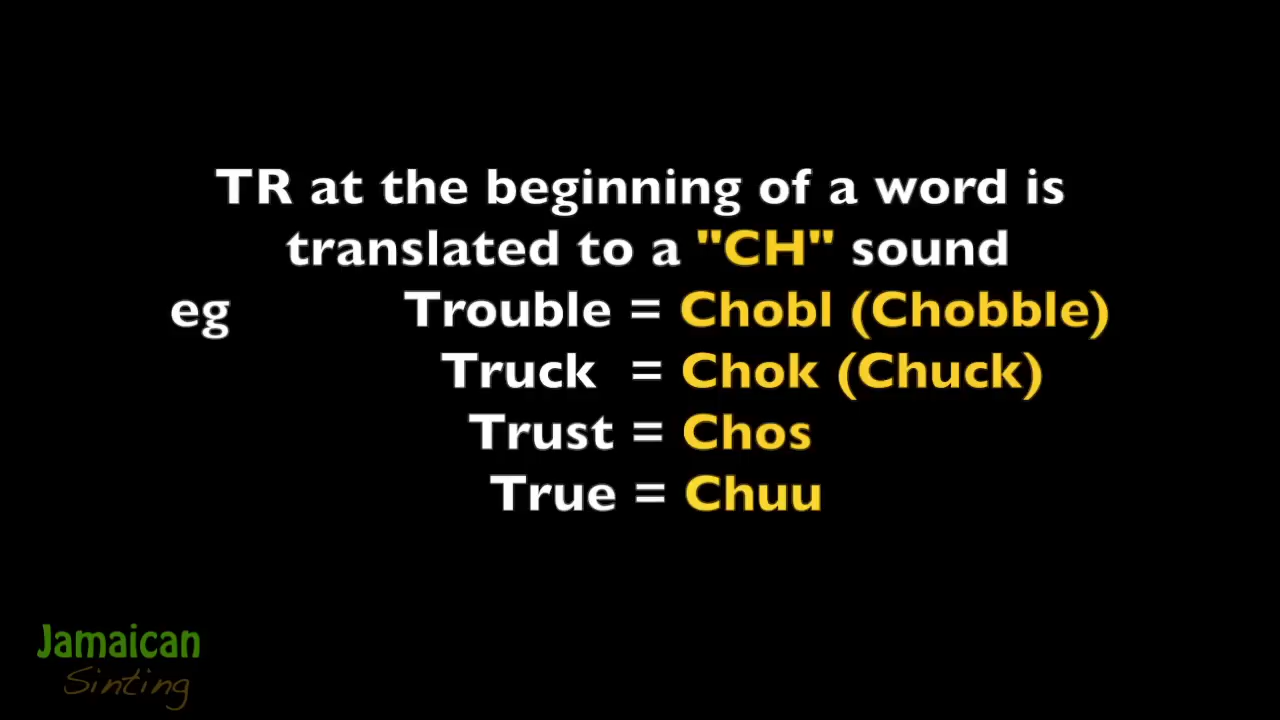 TR at the beginning of a word is
translated to a "CH" sound
eg Trouble = Chobl (Chobble)
Truck = Chok (Chuck)
Trust = Chos
True = Chuu
Jamaican
Sinting